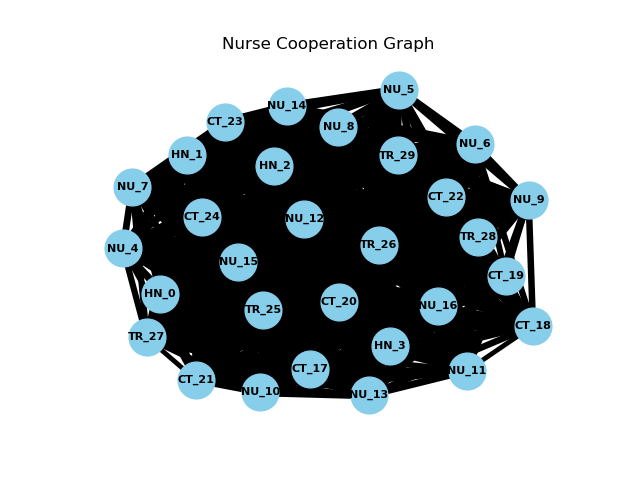 Nurse Cooperation Graph
NU_5
NU_14
CT_23
NU_8
NU_6
HN_1
TR_29
HN_2
NU_7
CT_22
NU_9
CT_24
NU_12
TR_28
TR_26
NU_4
NU_15
CT_19
HN_0
CT_20
NU_16
TR_25
CT_18
TR_27
HN_3
CT_17
NU_11
CT_21
NU_10
NU_13